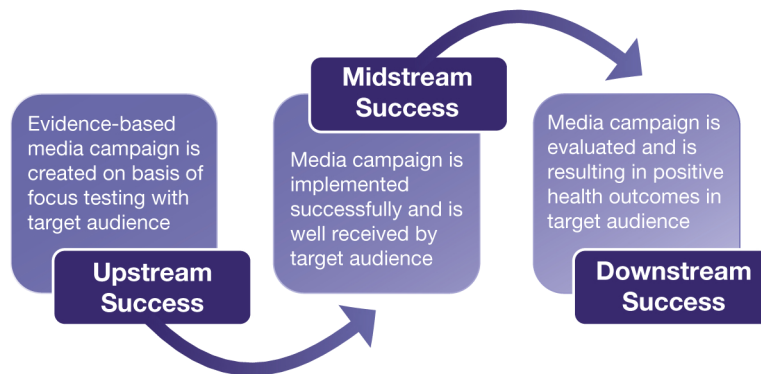 Evidence-based
media campaign is
created on basis of
focus testing with
target audience
Upstream
Success
Midstream
Success
Media campaign is
implemented
successfully and is
well received by
target audience
Media campaign is
evaluated and is
resulting in positive
health outcomes in
target audience
Downstream
Success